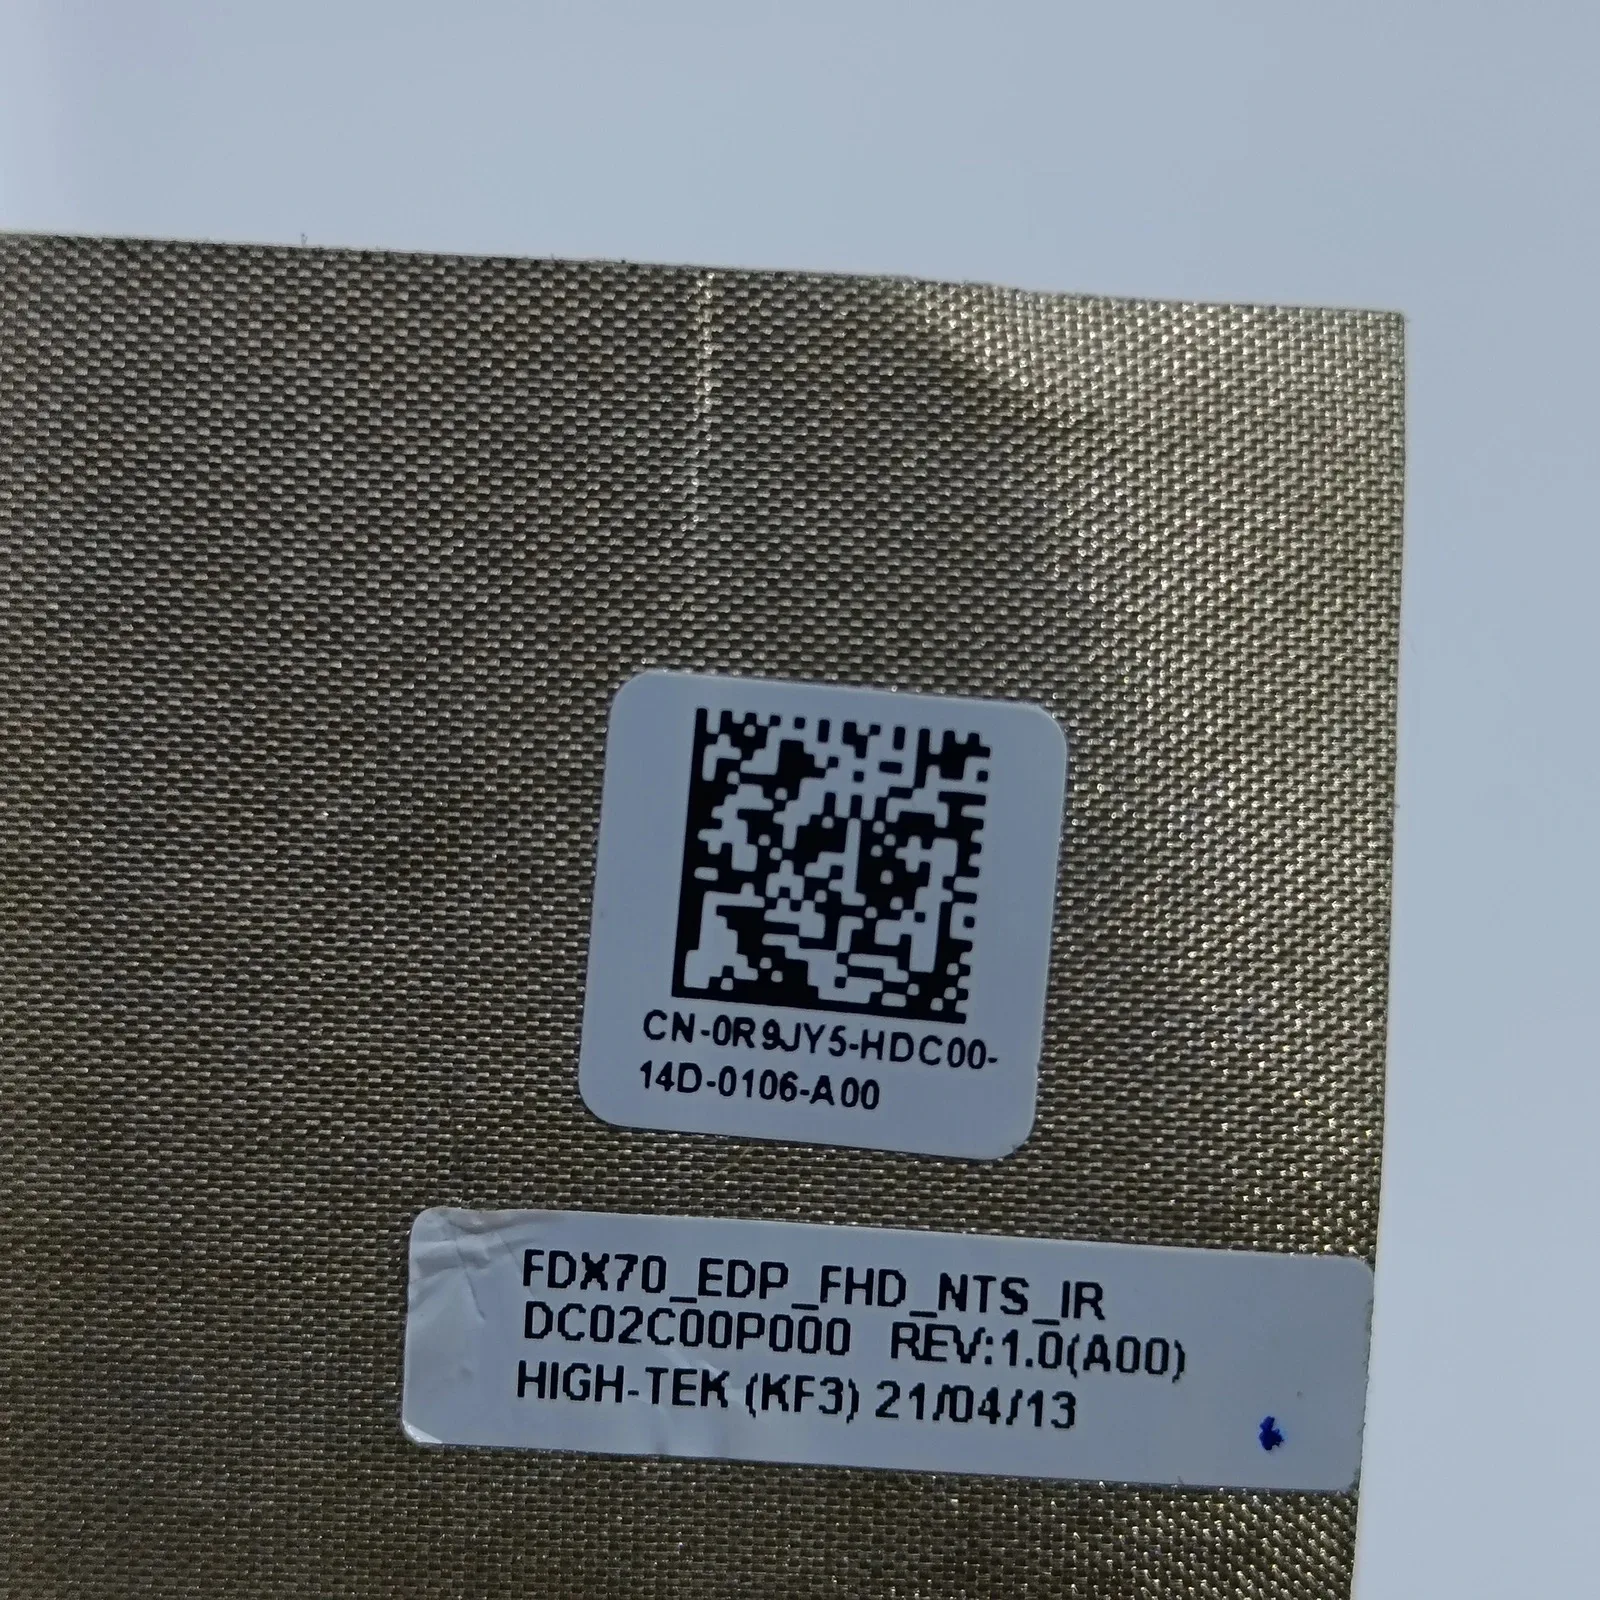 CN-0R9JY5-HDC00-
14D-0106-A00
FDX70_EDP_FHD_NTS_IR
DC02C00P000 REV:1.0(A00)
HIGH-TEK (KF3) 21/04/13